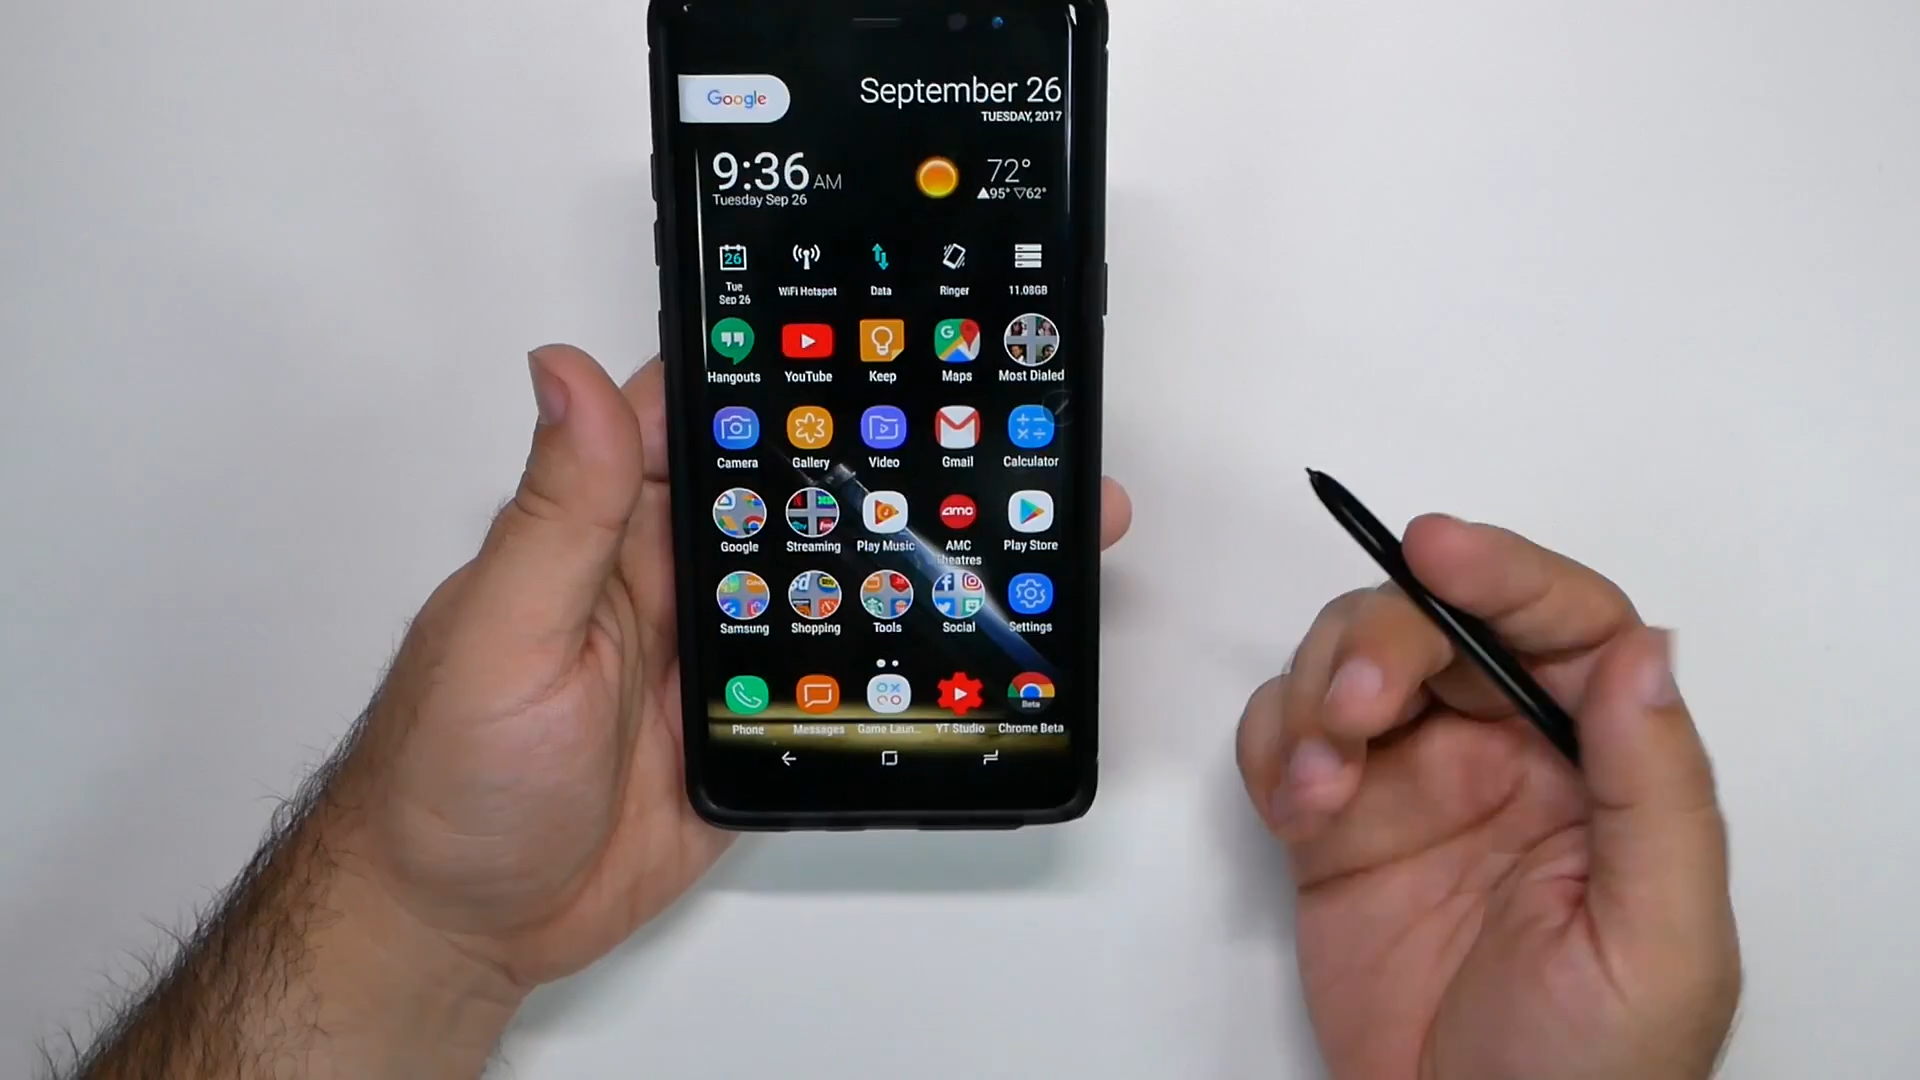 Google
September 26
TUESDAY, 2017
9:36 AM
Tuesday Sep 26
72°
▲95° ▽62°
26
Tue
Sep 26
WiFi Hotspot
Data
Ringer
11.08GB
G
Hangouts
YouTube
Keep
Maps
Most Dialed
Camera
Gallery
Video
Gmail
Calculator
amc
Google
Streaming
Play Music
AMC
Theatres
Play Store
Samsung
Shopping
Tools
Social
Settings
Beta
Phone
Messages
Game Laun...
YT Studio
Chrome Beta